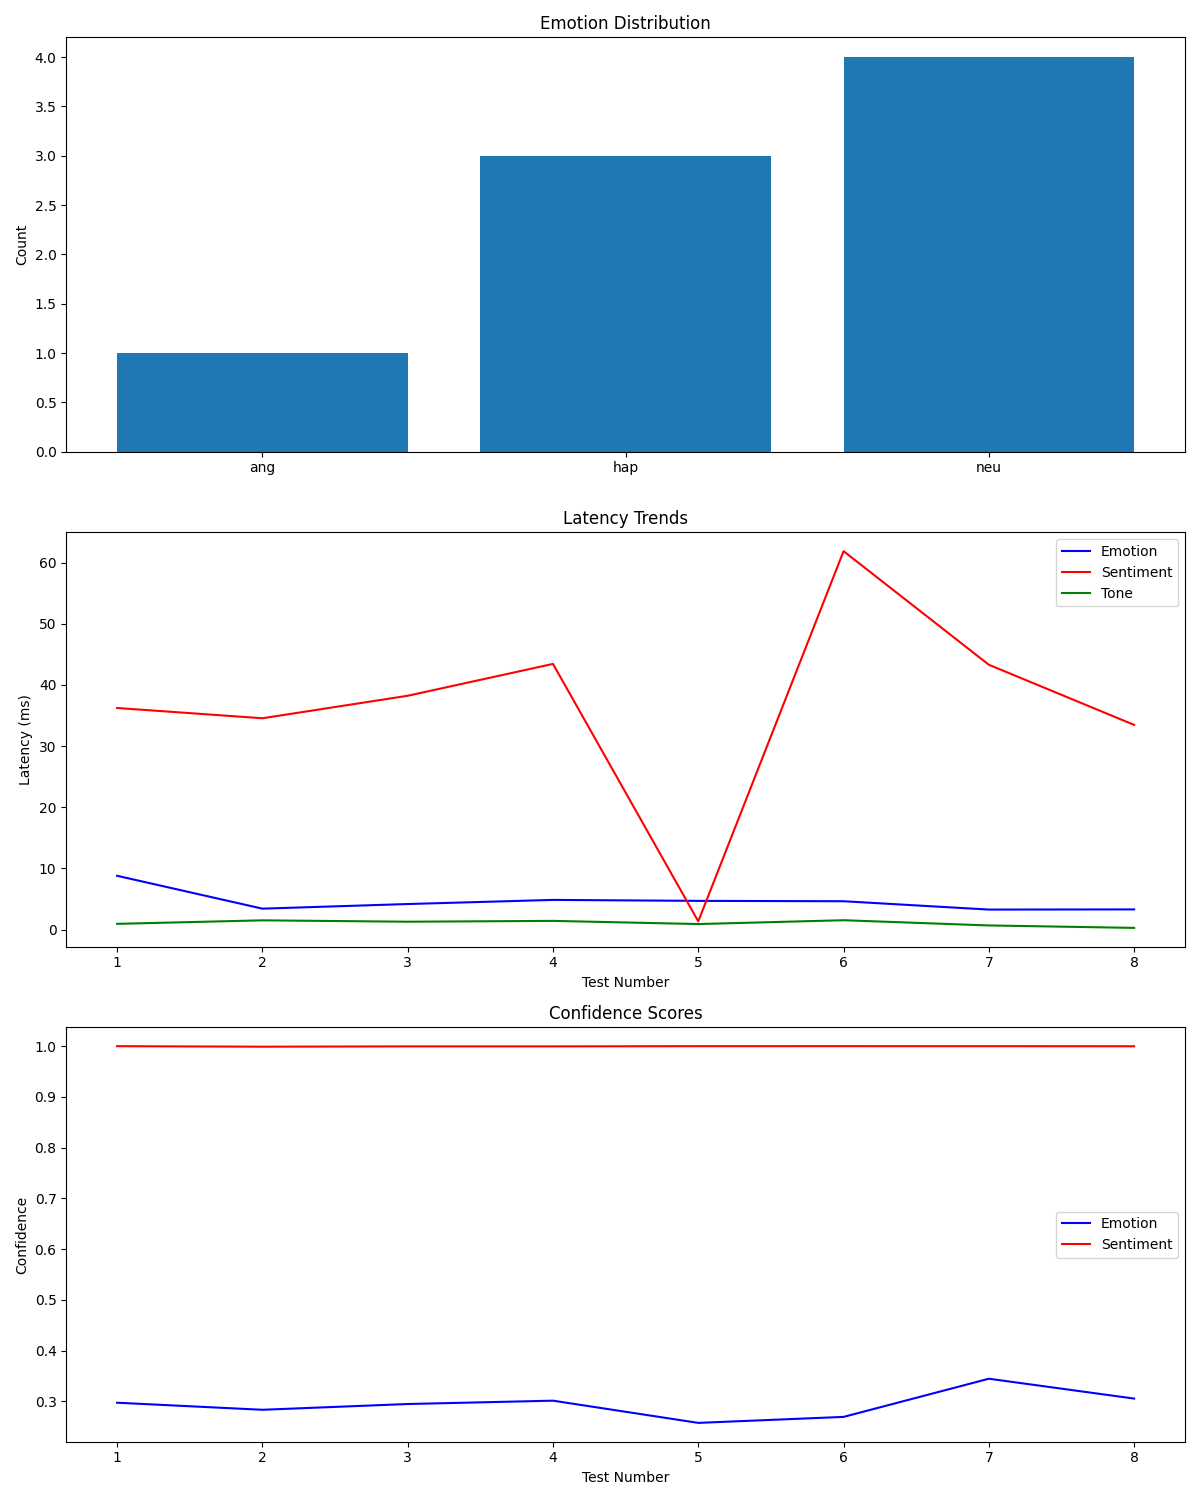 Emotion Distribution
4.0
3.5
3.0
2.5
2.0
1.5
1.0
0.5
0.0
Count
ang hap neu
Latency Trends
60
50
40
30
20
10
0
Latency (ms)
Emotion
Sentiment
Tone
1 2 3 4 5 6 7 8
Test Number
Confidence Scores
1.0
0.9
0.8
0.7
0.6
0.5
0.4
0.3
Confidence
Emotion
Sentiment
1 2 3 4 5 6 7 8
Test Number